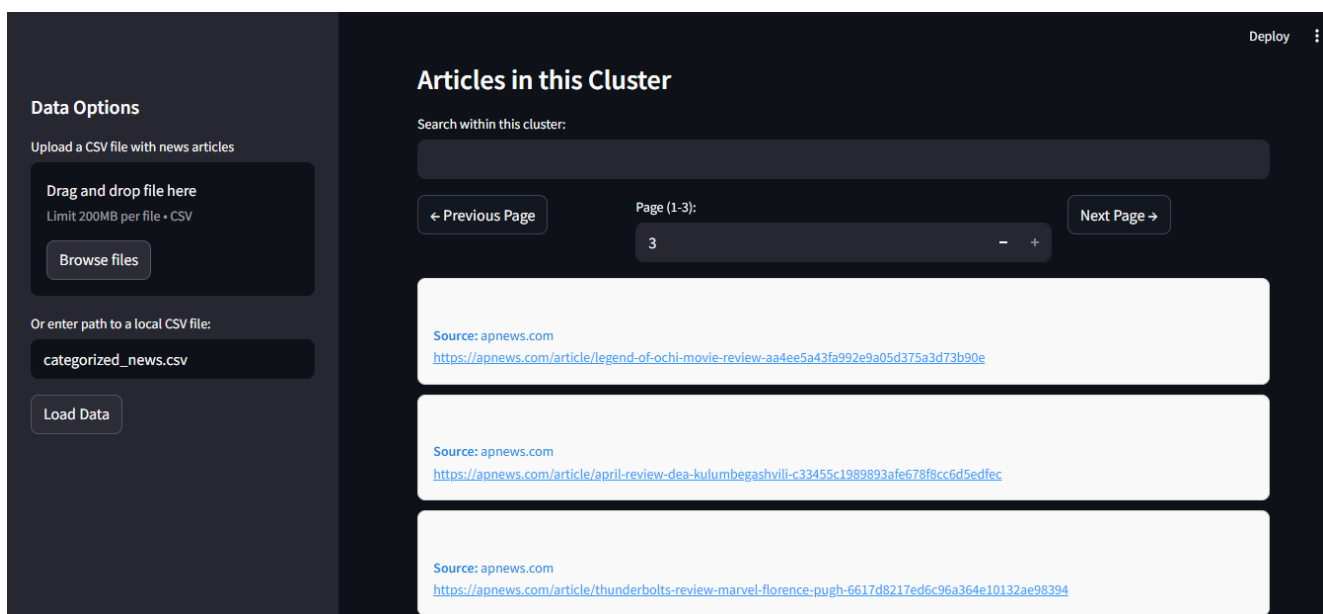 Deploy
Data Options
Upload a CSV file with news articles
Drag and drop file here
Limit 200MB per file • CSV
Browse files
Or enter path to a local CSV file:
categorized_news.csv
Load Data
Articles in this Cluster
Search within this cluster:
← Previous Page
Page (1-3):
3
Next Page →
Source: apnews.com
https://apnews.com/article/legend-of-ochi-movie-review-aa4ee5a43fa992e9a05d375a3d73b90e
Source: apnews.com
https://apnews.com/article/april-review-dea-kulumbegashvili-c33455c1989893afe678f8cc6d5edfec
Source: apnews.com
https://apnews.com/article/thunderbolts-review-marvel-florence-pugh-6617d8217ed6c96a364e10132ae98394